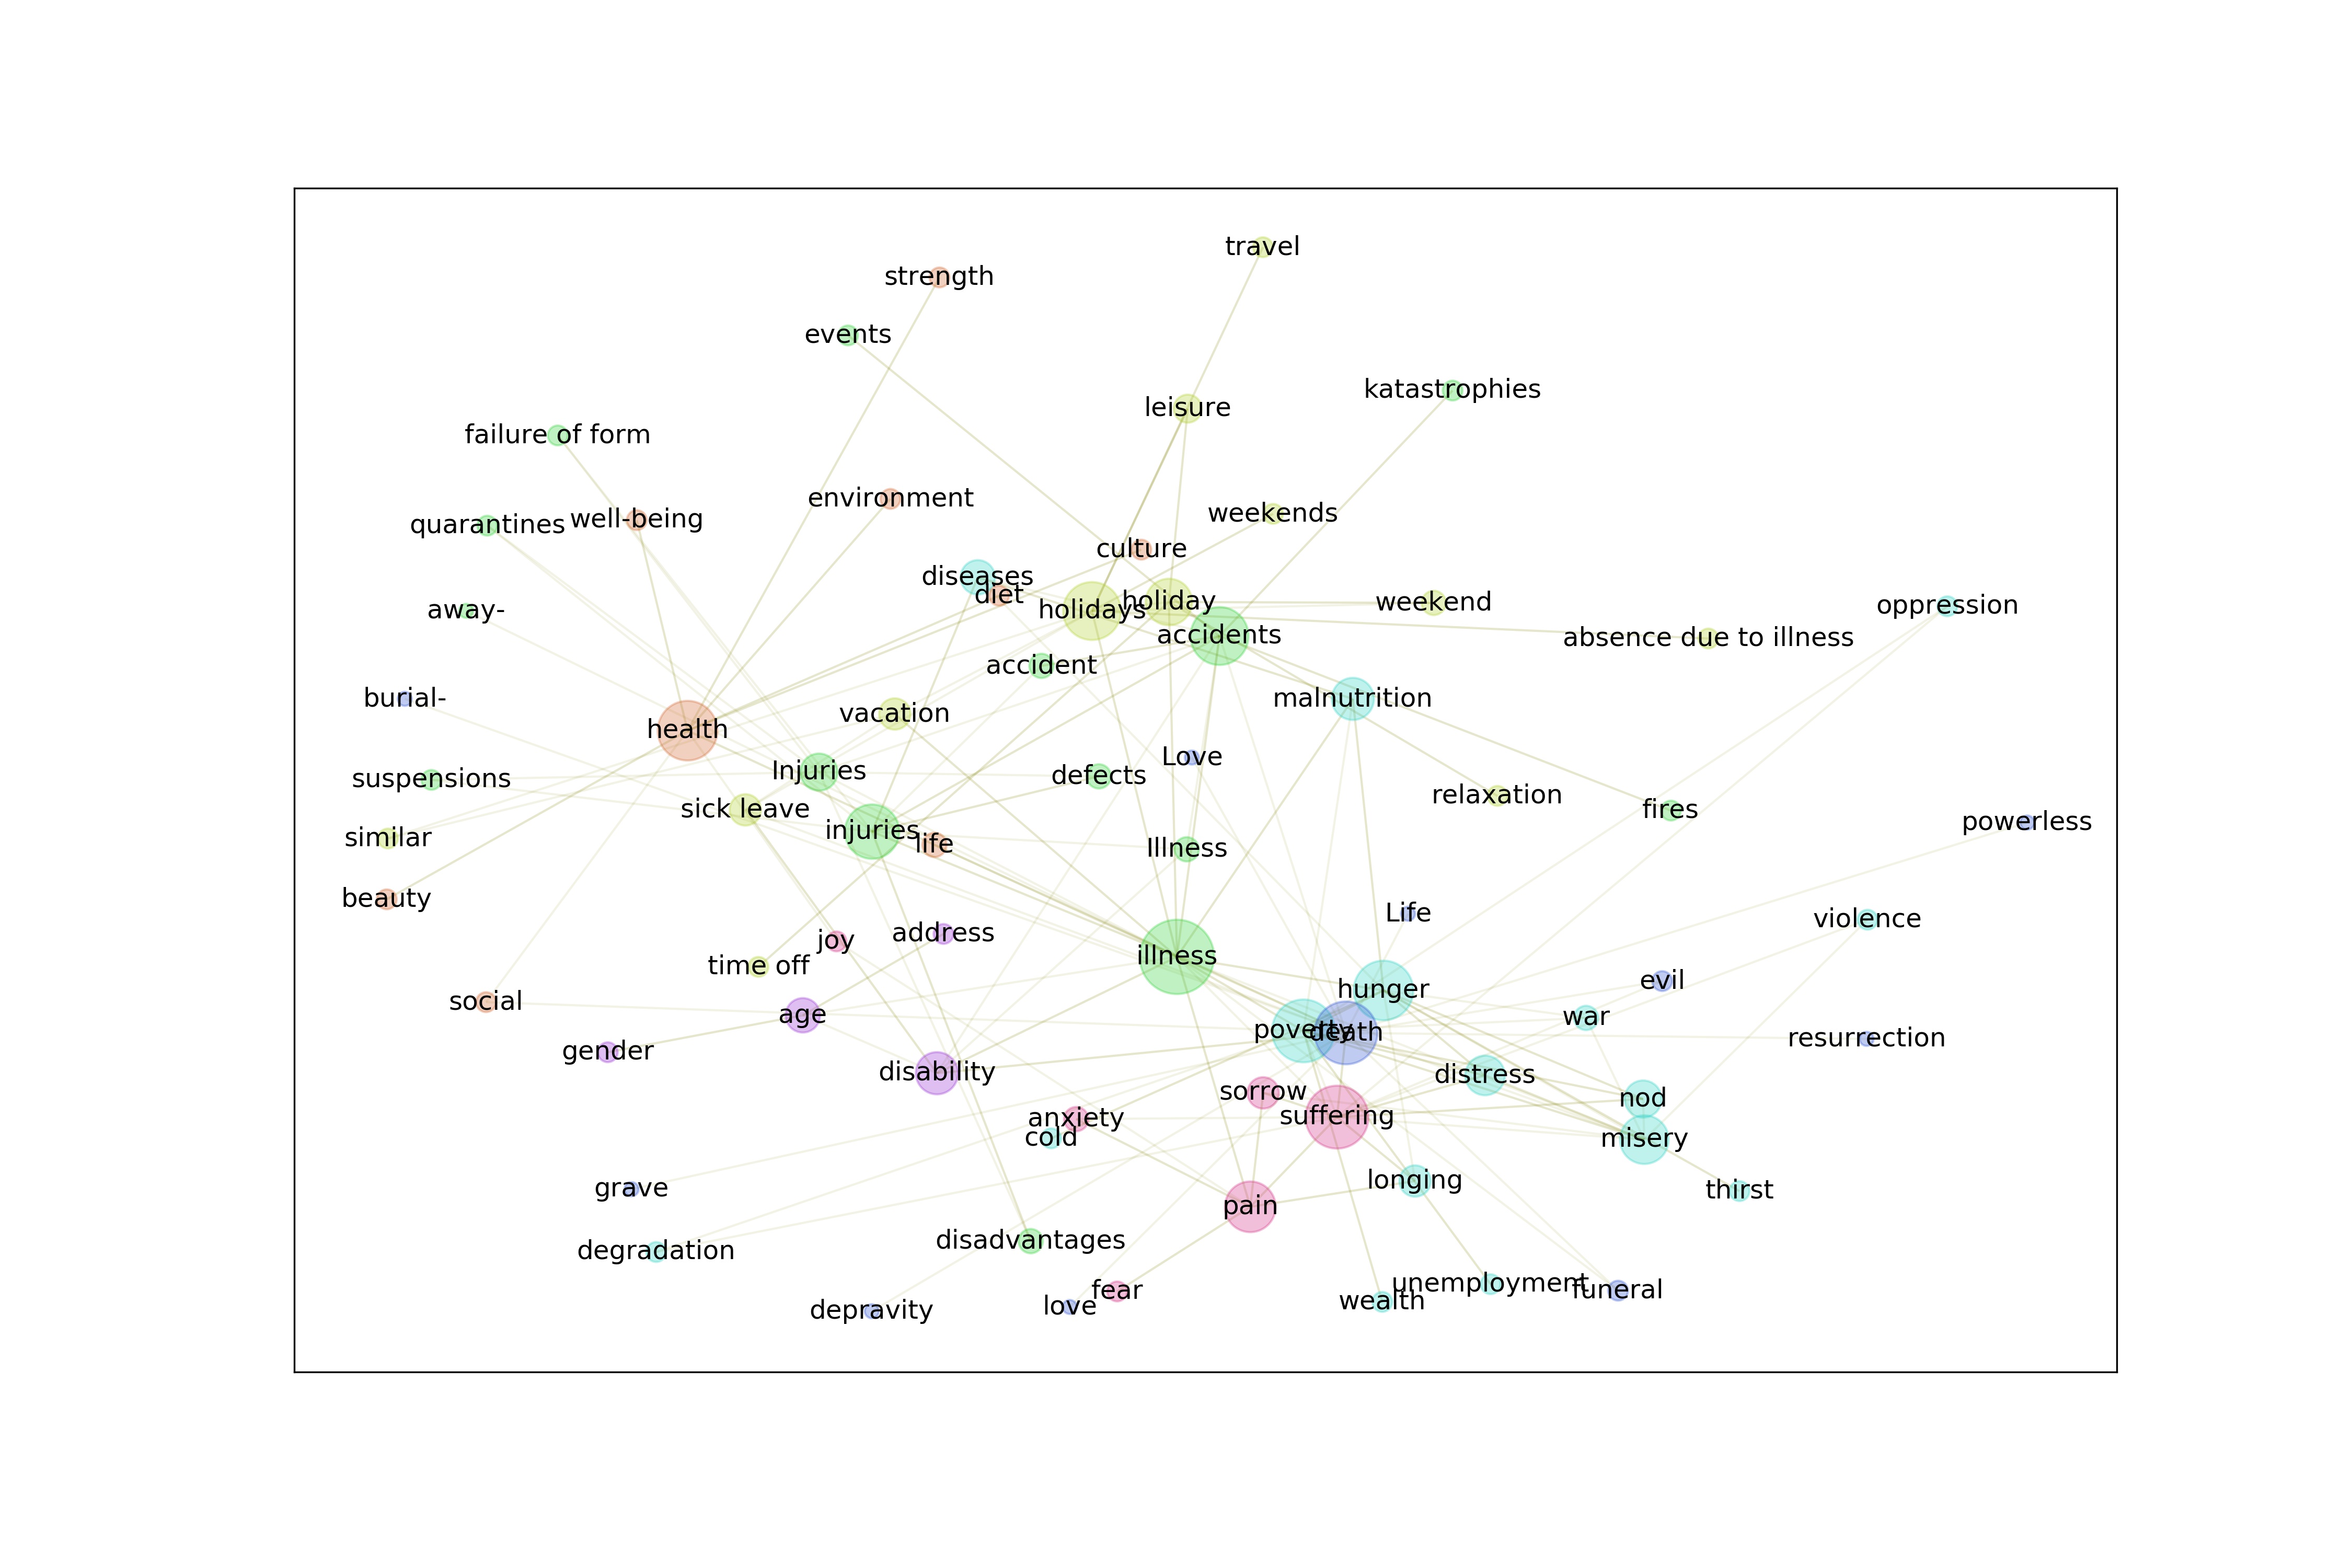 travel
strength
events
katastrophies
leisure
failure of form
environment
weekends
quarantines
well-being
culture
diseases
diet
holidays
holiday
weekend
oppression
away-
accidents
absence due to illness
accident
burial-
malnutrition
vacation
health
Love
Injuries
defects
suspensions
relaxation
sick leave
fires
powerless
injuries
similar
life
Illness
beauty
Life
violence
address
joy
illness
time off
evil
hunger
social
age
war
poverty
death
resurrection
gender
disability
distress
sorrow
nod
suffering
anxiety
cold
misery
longing
grave
thirst
pain
disadvantages
degradation
unemployment
funeral
fear
wealth
love
depravity